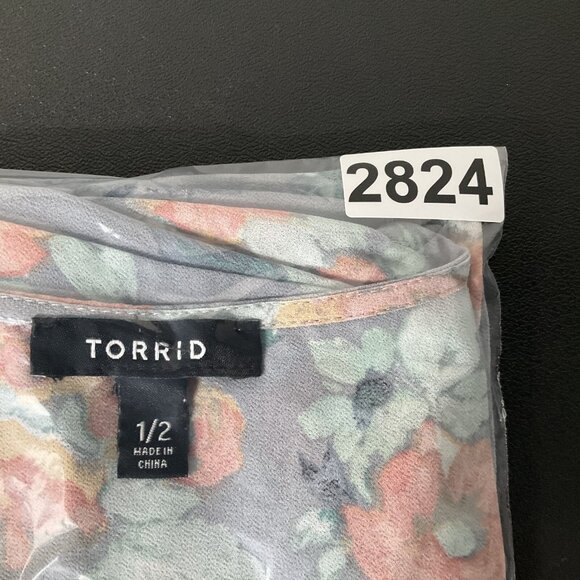 2824
TORRID
1/2
MADE IN
CHINA